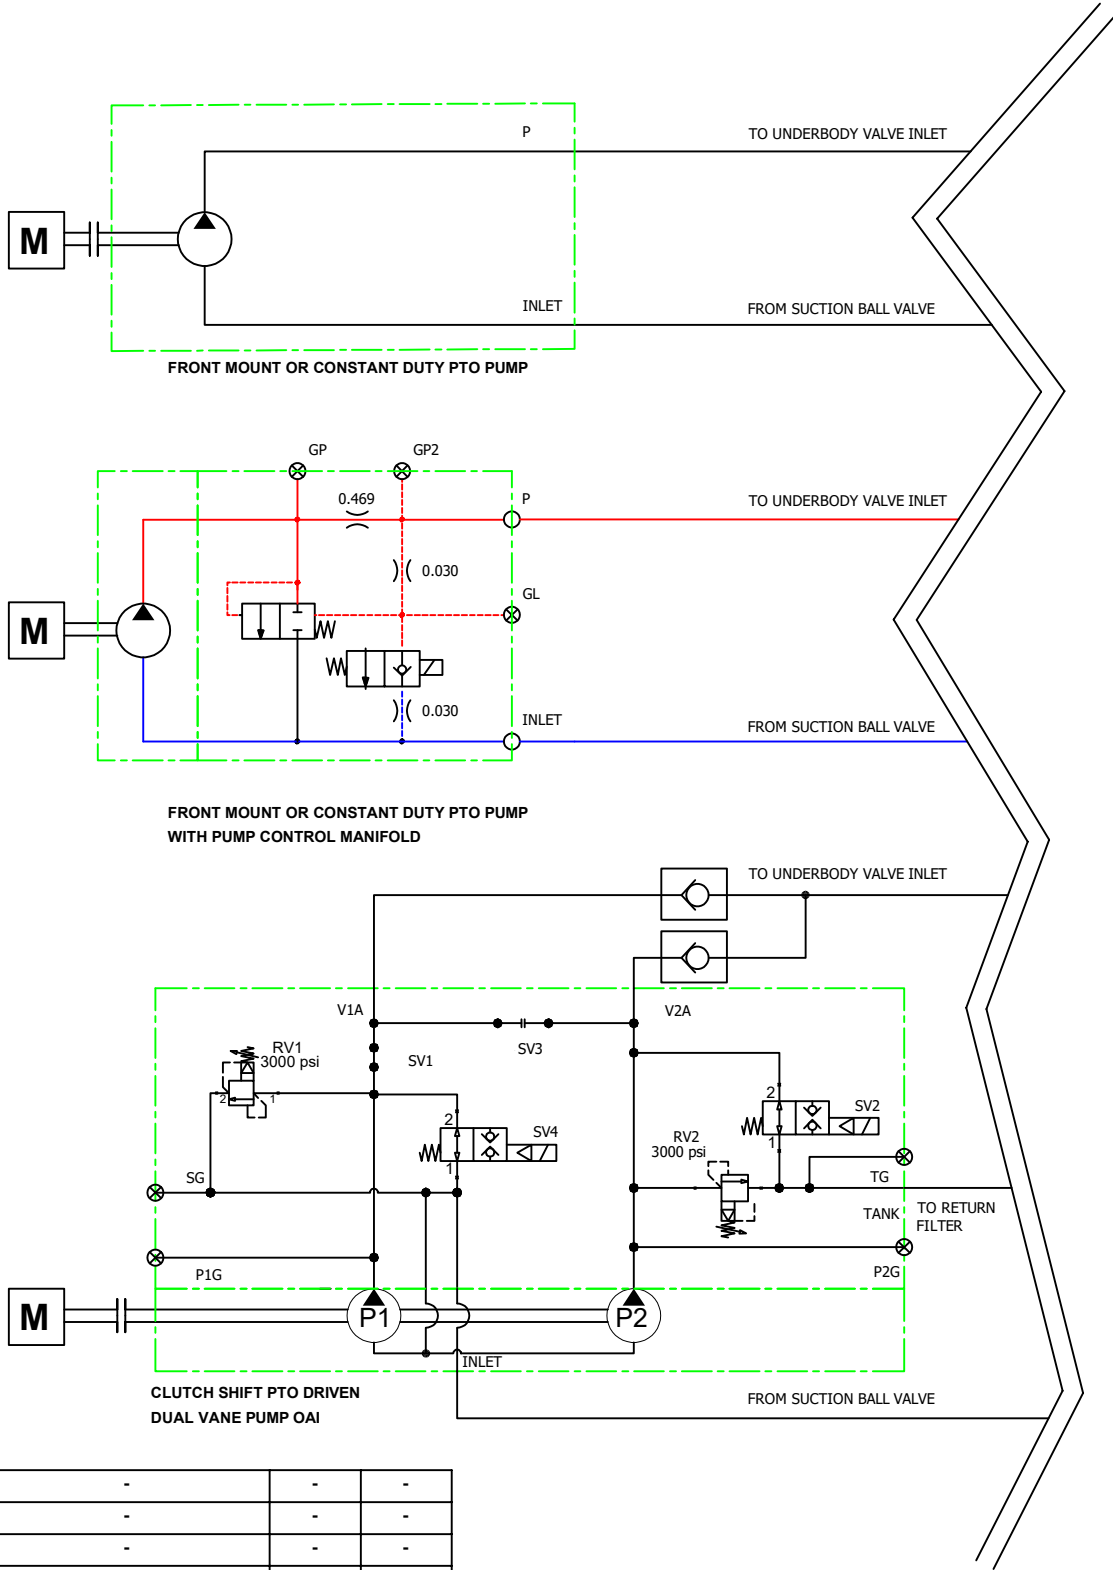 P
TO UNDERBODY VALVE INLET
M
INLET
FROM SUCTION BALL VALVE
FRONT MOUNT OR CONSTANT DUTY PTO PUMP
GP
GP2
0.469
P
TO UNDERBODY VALVE INLET
0.030
GL
M
0.030
INLET
FROM SUCTION BALL VALVE
FRONT MOUNT OR CONSTANT DUTY PTO PUMP
WITH PUMP CONTROL MANIFOLD
TO UNDERBODY VALVE INLET
V1A
V2A
SV3
RV1
3000 psi
SV1
2
1
2
SV4
1
2
SV2
1
RV2
3000 psi
SG
TG
TANK
TO RETURN
FILTER
P1G
P2G
M
P1
P2
INLET
CLUTCH SHIFT PTO DRIVEN
DUAL VANE PUMP OAI
FROM SUCTION BALL VALVE
- - -
- - -
- - -